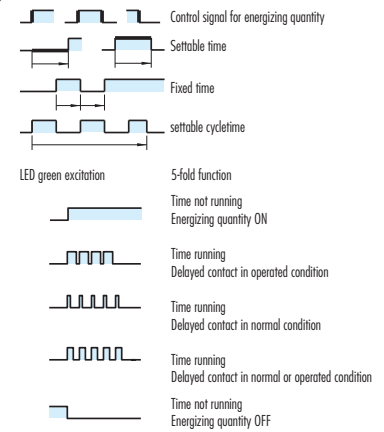 Control signal for energizing quantity
Settable time
Fixed time
settable cycletime
LED green excitation
5-fold function
Time not running
Energizing quantity ON
Time running
Delayed contact in operated condition
Time running
Delayed contact in normal condition
Time running
Delayed contact in normal or operated condition
Time not running
Energizing quantity OFF